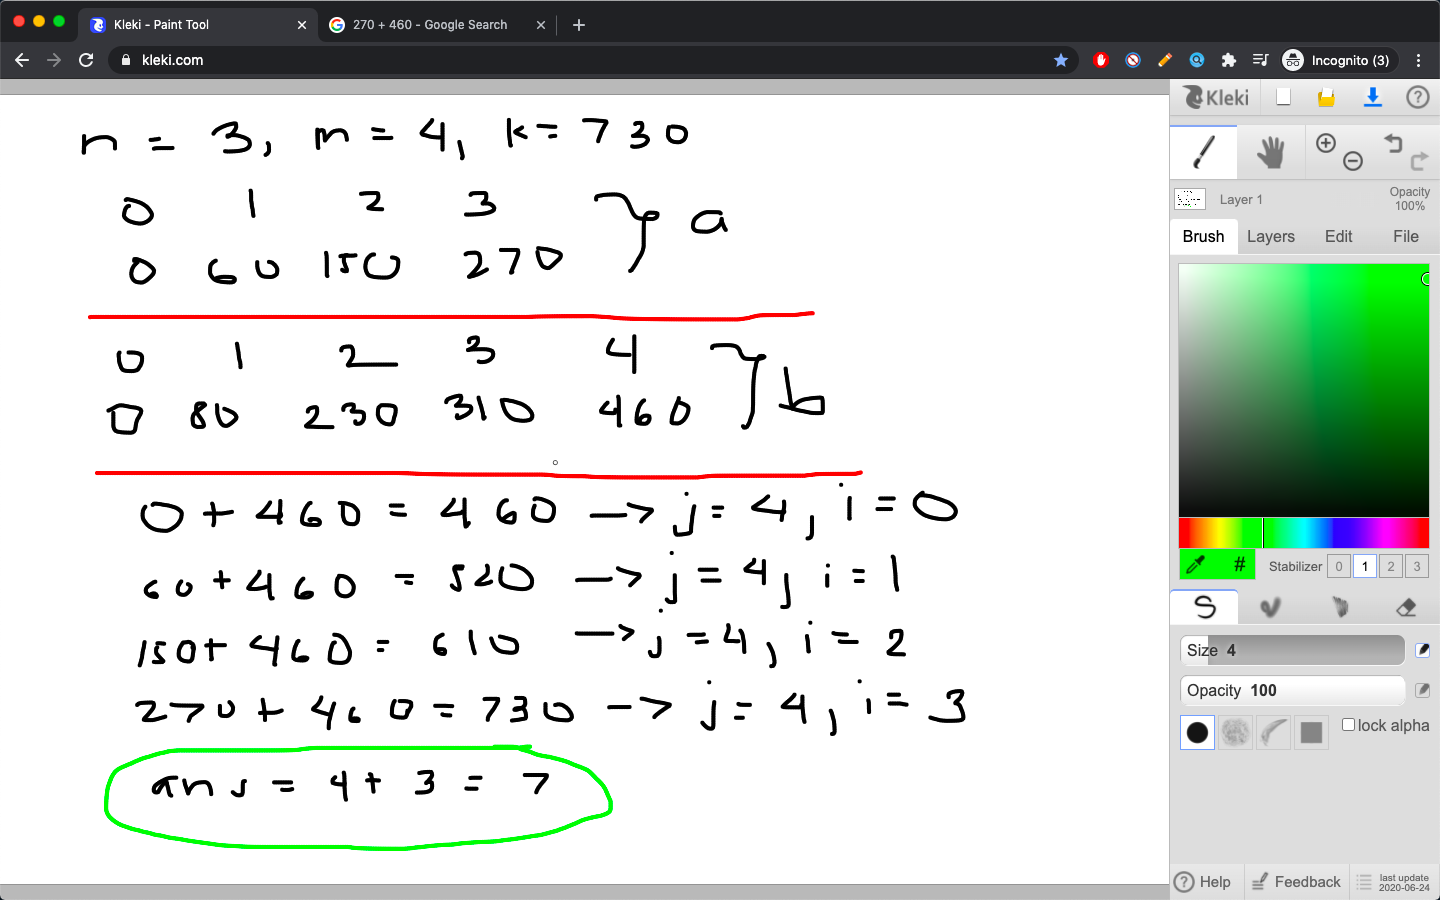 Kleki - Paint Tool
270 + 460 - Google Search
kleki.com
Incognito (3)
n = 3, m = 4, k = 730
0 1 2 3
a
0 60 150 270
0 1 2 3 4
b
0 80 230 310 460
0 + 460 = 460 → j = 4, i = 0
60 + 460 = 520 → j = 4, i = 1
150 + 460 = 610 → j = 4, i = 2
270 + 460 = 730 → j = 4, i = 3
ans = 4 + 3 = 7
Kleki
Layer 1
Opacity
100%
Brush Layers Edit File
# Stabilizer 0 1 2 3
Size 4
Opacity 100
lock alpha
Help Feedback
last update
2020-06-24